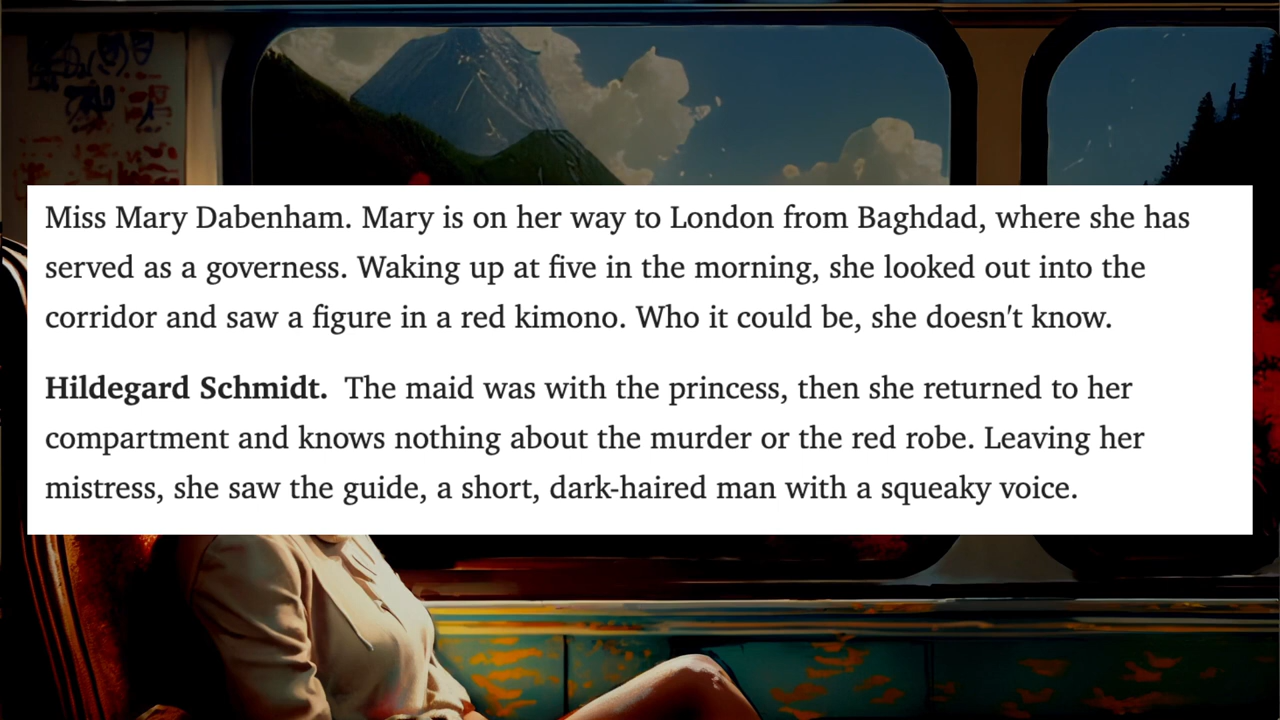 Miss Mary Dabenham. Mary is on her way to London from Baghdad, where she has
served as a governess. Waking up at five in the morning, she looked out into the
corridor and saw a figure in a red kimono. Who it could be, she doesn't know.
Hildegard Schmidt. The maid was with the princess, then she returned to her
compartment and knows nothing about the murder or the red robe. Leaving her
mistress, she saw the guide, a short, dark-haired man with a squeaky voice.